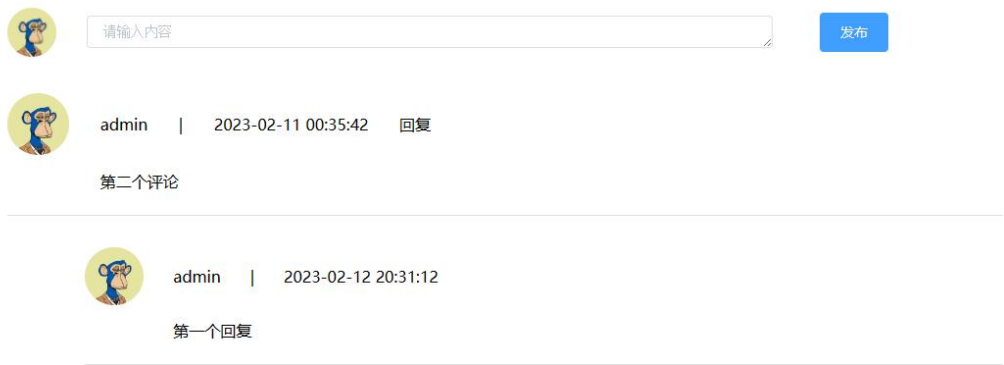 请输入内容 发布
admin | 2023-02-11 00:35:42 回复
第二个评论
admin | 2023-02-12 20:31:12
第一个回复